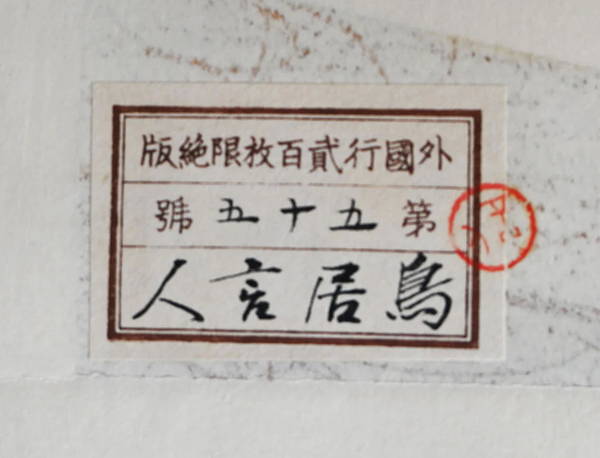 外國行貳百枚限絶版
第五十五號
鳥居言人